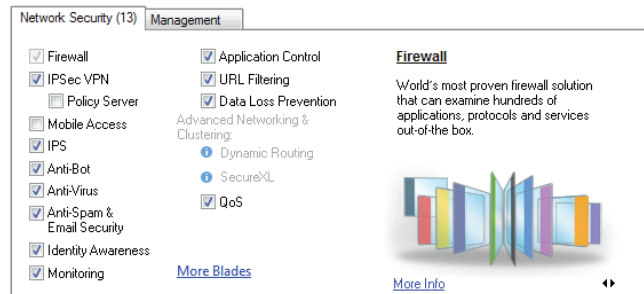 Network Security (13)
Management
Firewall
IPSec VPN
Policy Server
Mobile Access
IPS
Anti-Bot
Anti-Virus
Anti-Spam &
Email Security
Identity Awareness
Monitoring
Application Control
URL Filtering
Data Loss Prevention
Advanced Networking &
Clustering:
Dynamic Routing
SecureXL
QoS
More Blades
Firewall
World's most proven firewall solution
that can examine hundreds of
applications, protocols and services
out-of-the box.
More Info